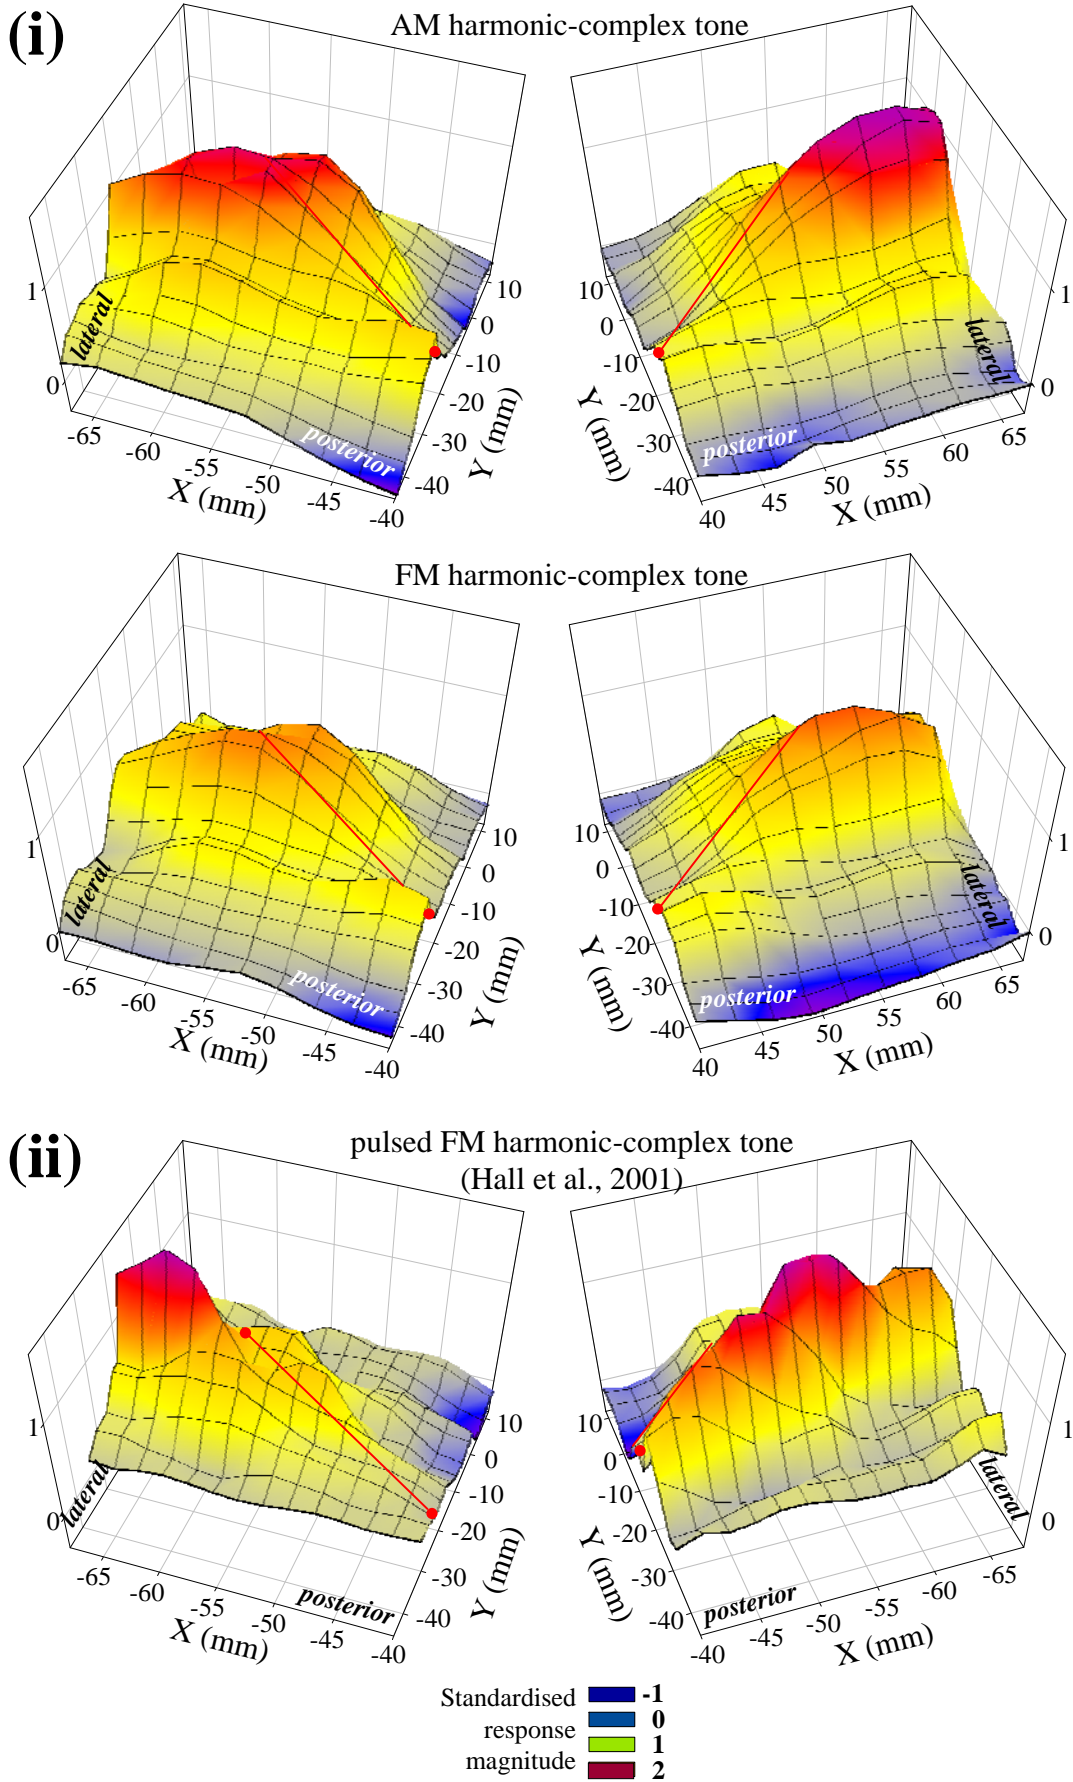 (i)
AM harmonic-complex tone
1
0
lateral
posterior
-65
-60
-55
-50
-45
-40
X (mm)
10
0
-10
-20
-30
-40
Y (mm)
10
0
-10
-20
-30
-40
Y (mm)
posterior
lateral
40
45
50
55
60
65
X (mm)
1
0
FM harmonic-complex tone
1
0
lateral
posterior
-65
-60
-55
-50
-45
-40
X (mm)
10
0
-10
-20
-30
-40
Y (mm)
10
0
-10
-20
-30
-40
Y (mm)
posterior
lateral
40
45
50
55
60
65
X (mm)
1
0
(ii)
pulsed FM harmonic-complex tone
(Hall et al., 2001)
1
0
lateral
posterior
-65
-60
-55
-50
-45
-40
X (mm)
10
0
-10
-20
-30
-40
Y (mm)
10
0
-10
-20
-30
-40
Y (mm)
posterior
lateral
-40
-45
-50
-55
-60
-65
X (mm)
1
0
Standardised
response
magnitude
-1
0
1
2